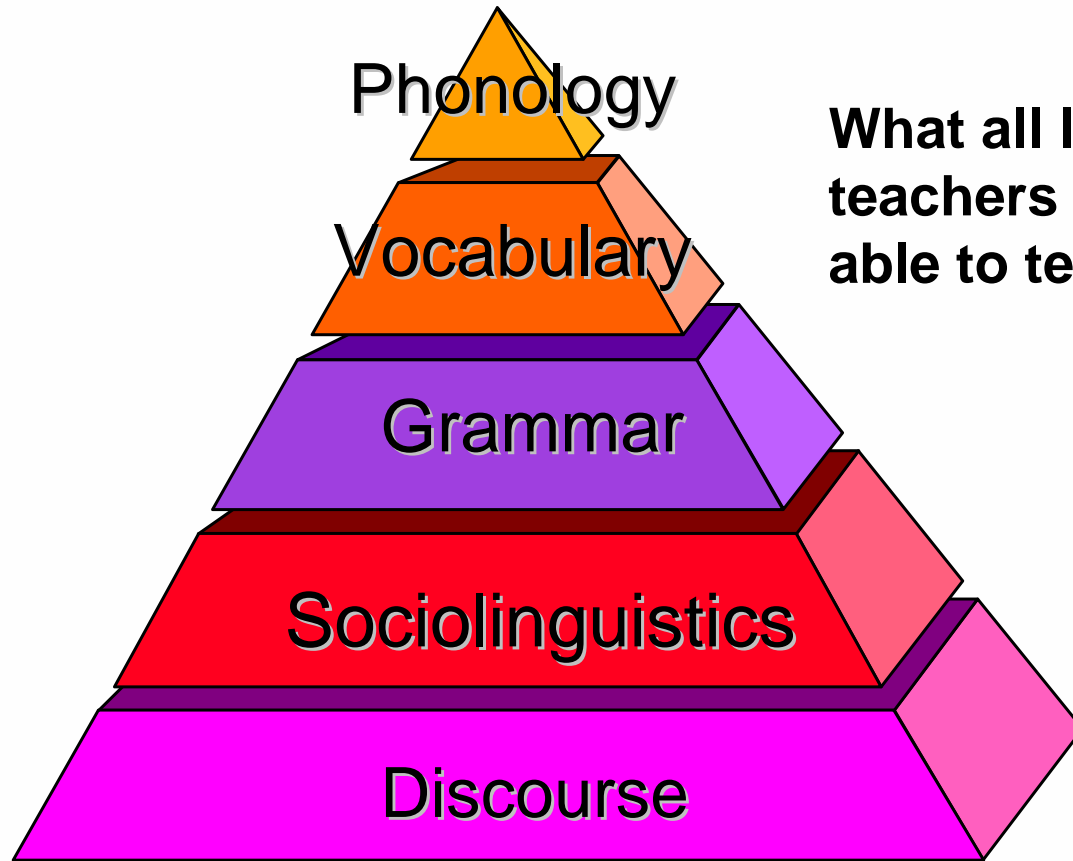 Phonology
What all
teachers
able to
Vocabulary
Grammar
Sociolinguistics
Discourse